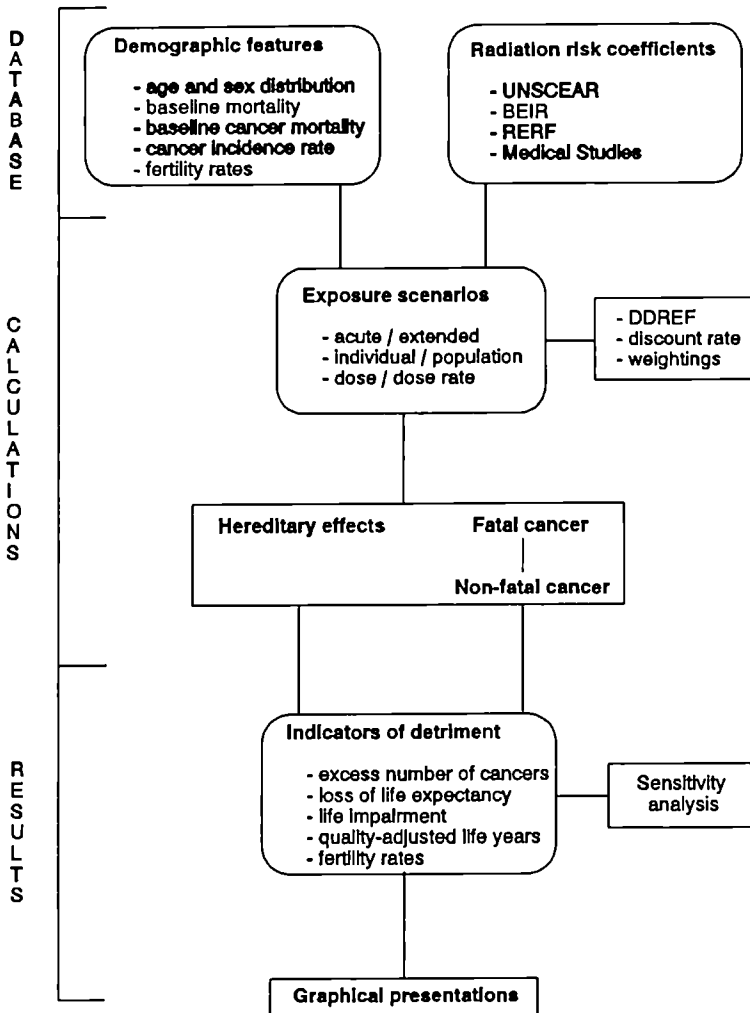 DATABASE
Demographic features
- age and sex distribution
- baseline mortality
- baseline cancer mortality
- cancer incidence rate
- fertility rates
Radiation risk coefficients
- UNSCEAR
- BEIR
- RERF
- Medical Studies
CALCULATIONS
Exposure scenarios
- acute / extended
- individual / population
- dose / dose rate
- DDREF
- discount rate
- weightings
Hereditary effects
Fatal cancer
Non-fatal cancer
RESULTS
Indicators of detriment
- excess number of cancers
- loss of life expectancy
- life impairment
- quality-adjusted life years
- fertility rates
Sensitivity
analysis
Graphical presentations